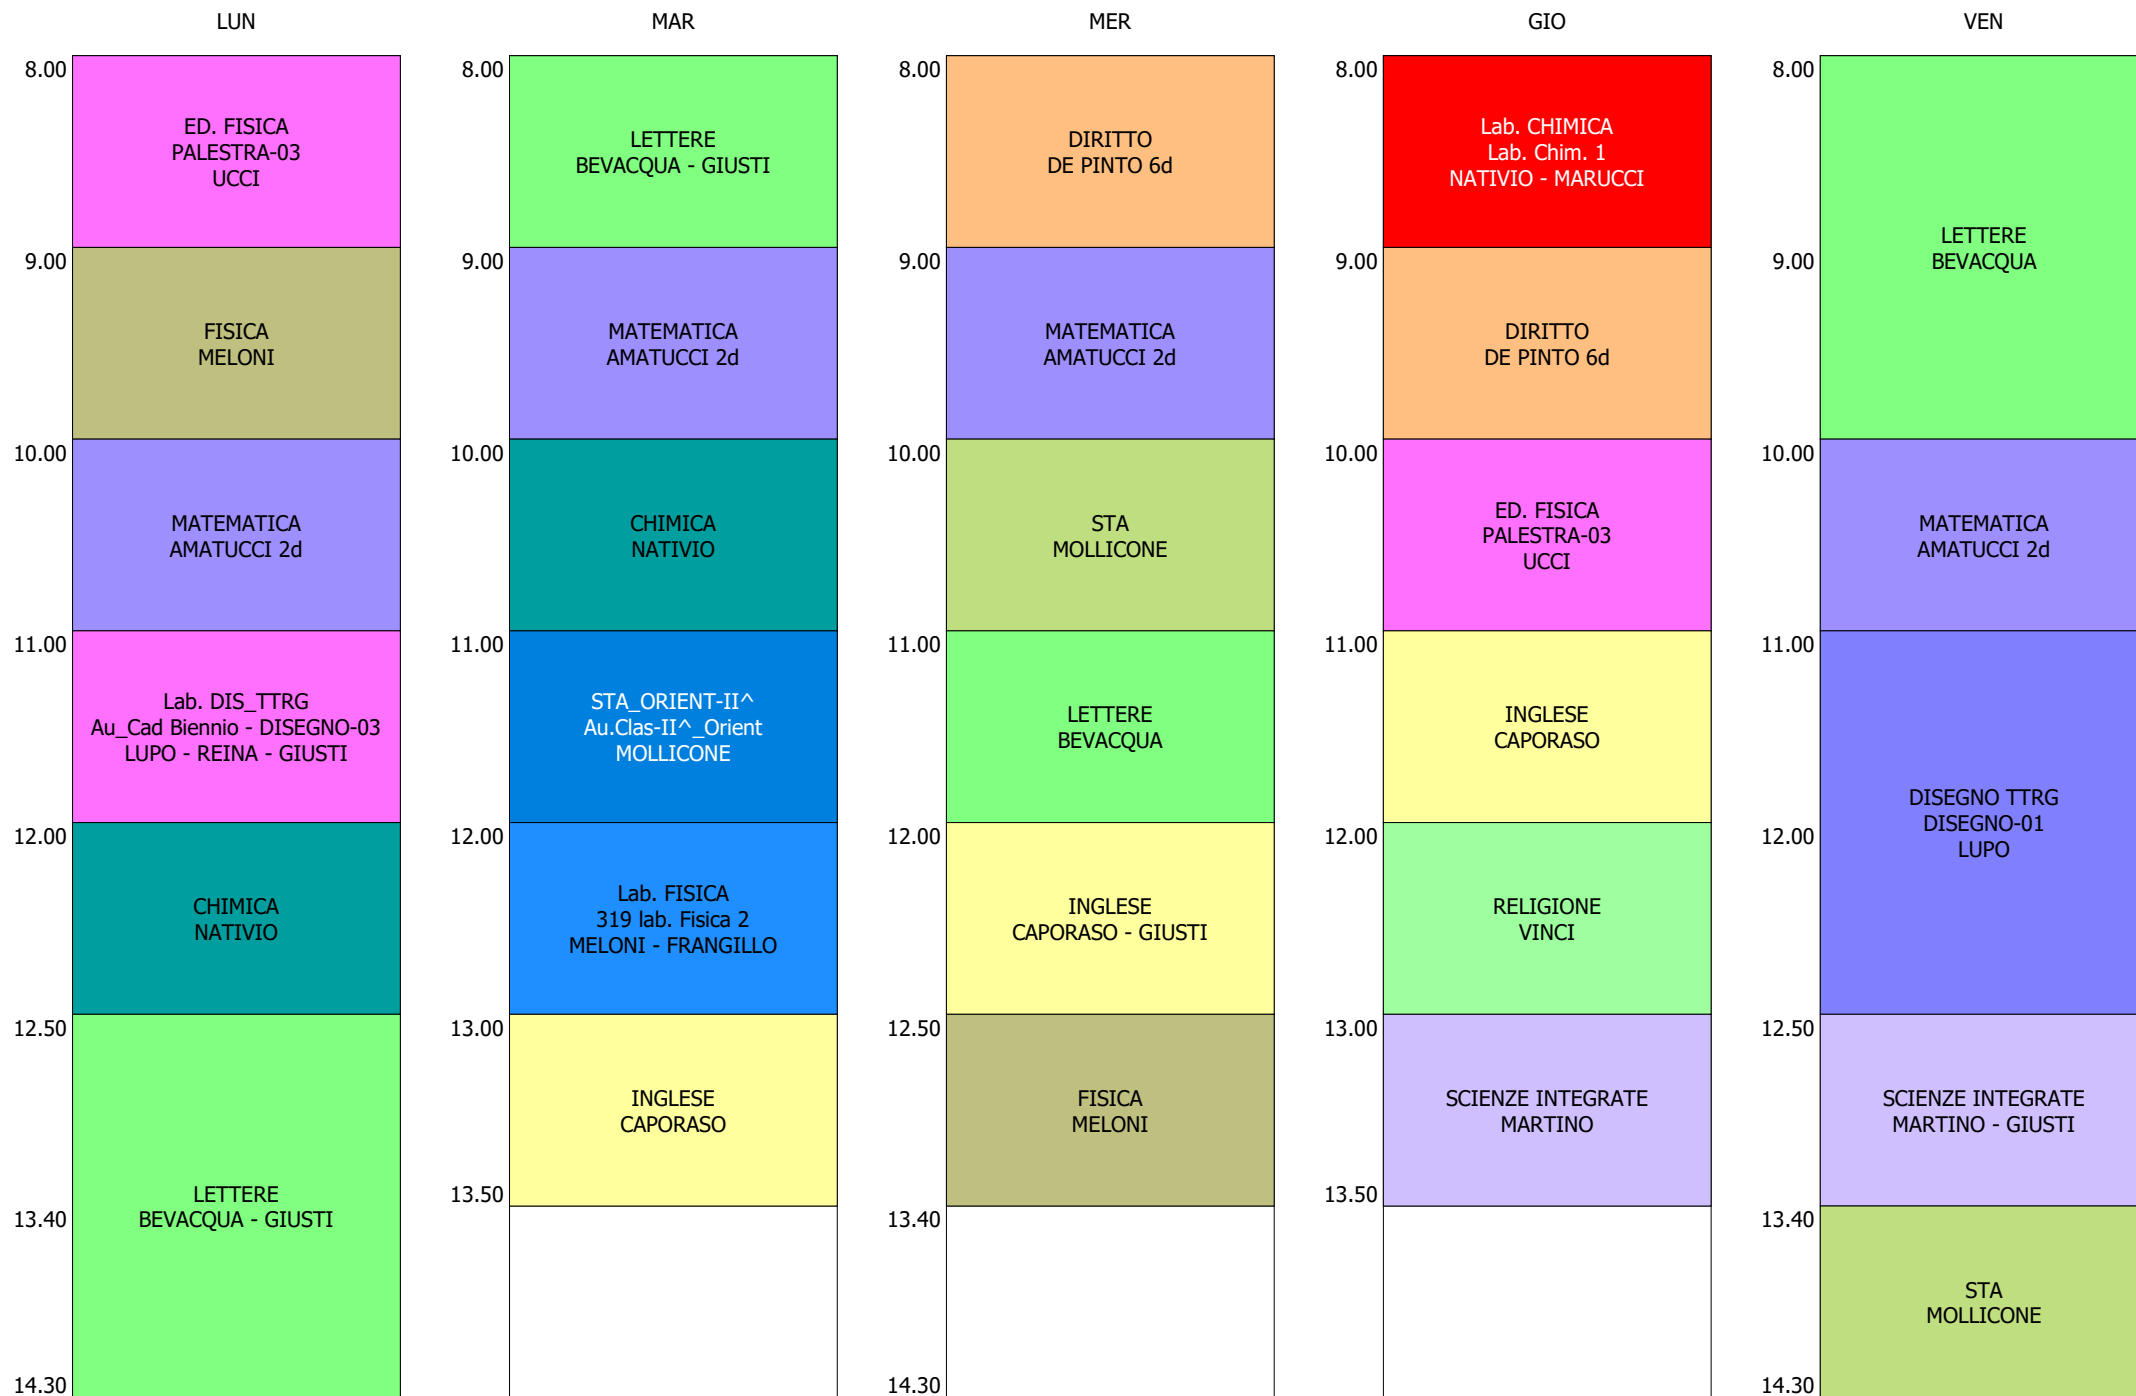 LUN
8.00
ED. FISICA
PALESTRA-03
UCCI
9.00
FISICA
MELONI
10.00
MATEMATICA
AMATUCCI 2d
11.00
Lab. DIS_TTRG
Au_Cad Biennio - DISEGNO-03
LUPO - REINA - GIUSTI
12.00
CHIMICA
NATIVIO
12.50
LETTERE
BEVACQUA - GIUSTI
13.40
14.30
MAR
8.00
LETTERE
BEVACQUA - GIUSTI
9.00
MATEMATICA
AMATUCCI 2d
10.00
CHIMICA
NATIVIO
11.00
STA_ORIENT-II^
Au.Clas-II^_Orient
MOLLICONE
12.00
Lab. FISICA
319 lab. Fisica 2
MELONI - FRANGILLO
13.00
INGLESE
CAPORASO
13.50
MER
8.00
DIRITTO
DE PINTO 6d
9.00
MATEMATICA
AMATUCCI 2d
10.00
STA
MOLLICONE
11.00
LETTERE
BEVACQUA
12.00
INGLESE
CAPORASO - GIUSTI
12.50
FISICA
MELONI
13.40
14.30
GIO
8.00
Lab. CHIMICA
Lab. Chim. 1
NATIVIO - MARUCCI
9.00
DIRITTO
DE PINTO 6d
10.00
ED. FISICA
PALESTRA-03
UCCI
11.00
INGLESE
CAPORASO
12.00
RELIGIONE
VINCI
13.00
SCIENZE INTEGRATE
MARTINO
13.50
VEN
8.00
LETTERE
BEVACQUA
9.00
10.00
MATEMATICA
AMATUCCI 2d
11.00
DISEGNO TTRG
DISEGNO-01
LUPO
12.00
12.50
SCIENZE INTEGRATE
MARTINO - GIUSTI
13.40
STA
MOLLICONE
14.30